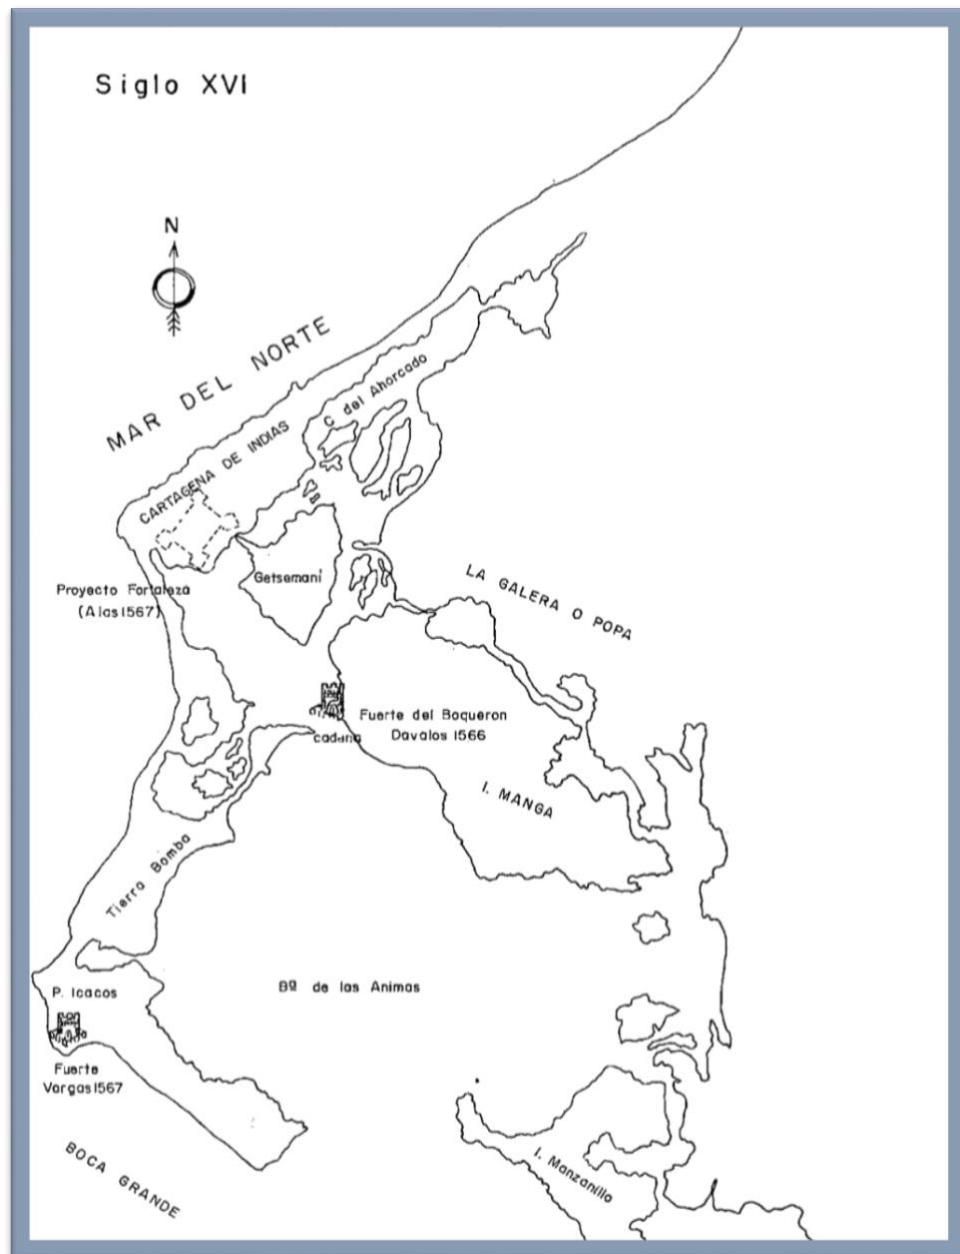 Siglo XVI
N
MAR DEL NORTE
C del Ahorcado
CARTAGENA DE INDIAS
Getsemaní
LA GALERA O POPA
Proyecto Fortaleza
(Alas 1567)
Fuerte del Boqueron
Davalos 1566
cadena
I. MANGA
Tierra Bomba
Bª de las Animas
P. Icacos
Fuerte
Vargas 1567
BOCA GRANDE
I. Manzanillo